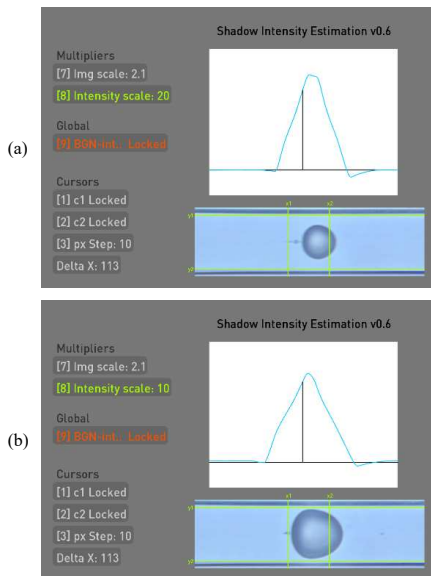 (a)
Shadow Intensity Estimation v0.6
Multipliers
[7] Img scale: 2.1
[8] Intensity scale: 20
Global
[9] BGN-int.. Locked
Cursors
[1] c1 Locked
[2] c2 Locked
[3] px Step: 10
Delta X: 113
x1 x2
y1
y2
(b)
Shadow Intensity Estimation v0.6
Multipliers
[7] Img scale: 2.1
[8] Intensity scale: 10
Global
[9] BGN-int.. Locked
Cursors
[1] c1 Locked
[2] c2 Locked
[3] px Step: 10
Delta X: 113
x1 x2
y1
y2